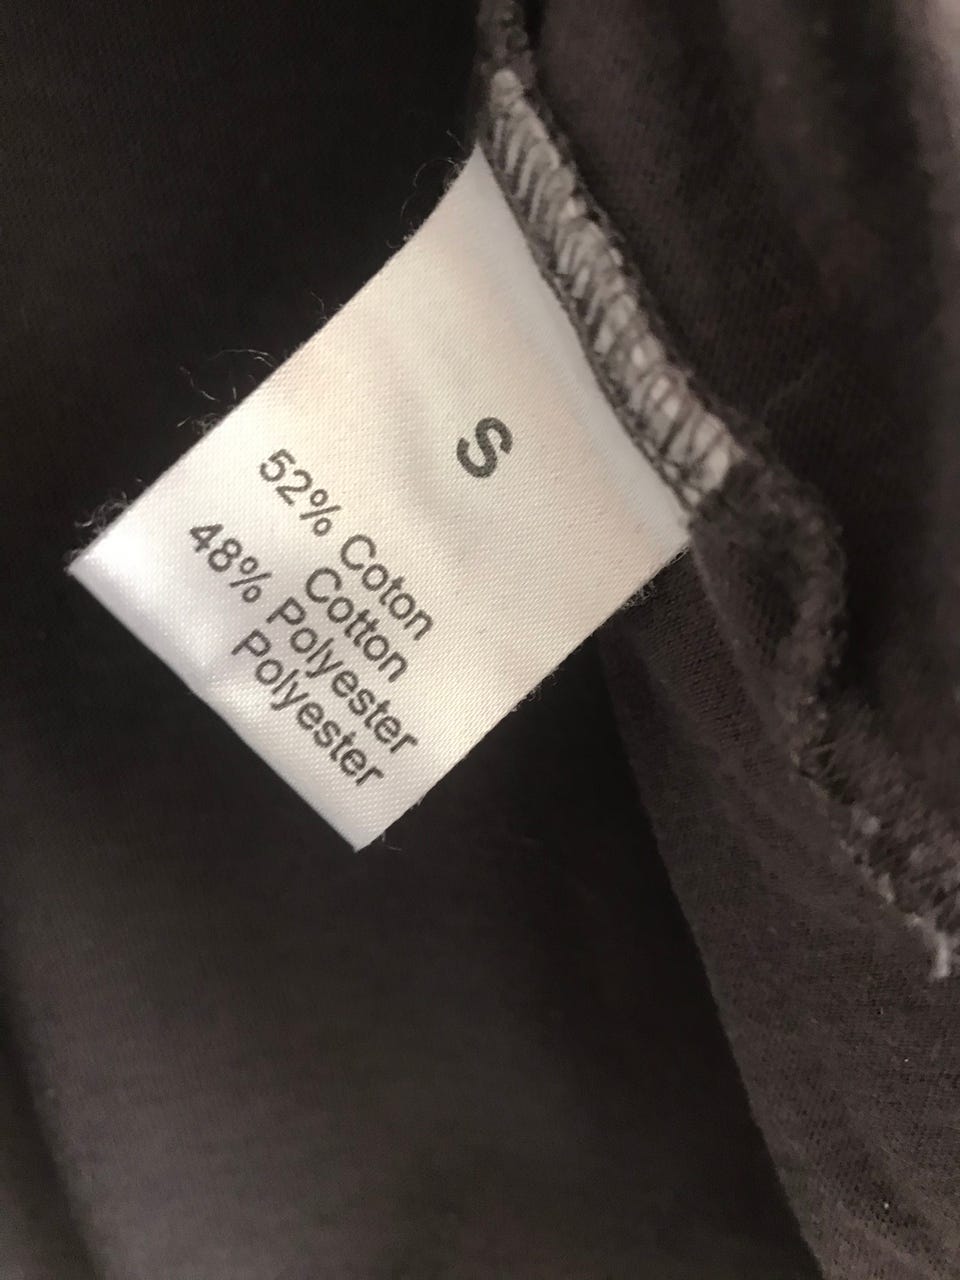 S
52% Coton
Cotton
48% Polyester
Polyester